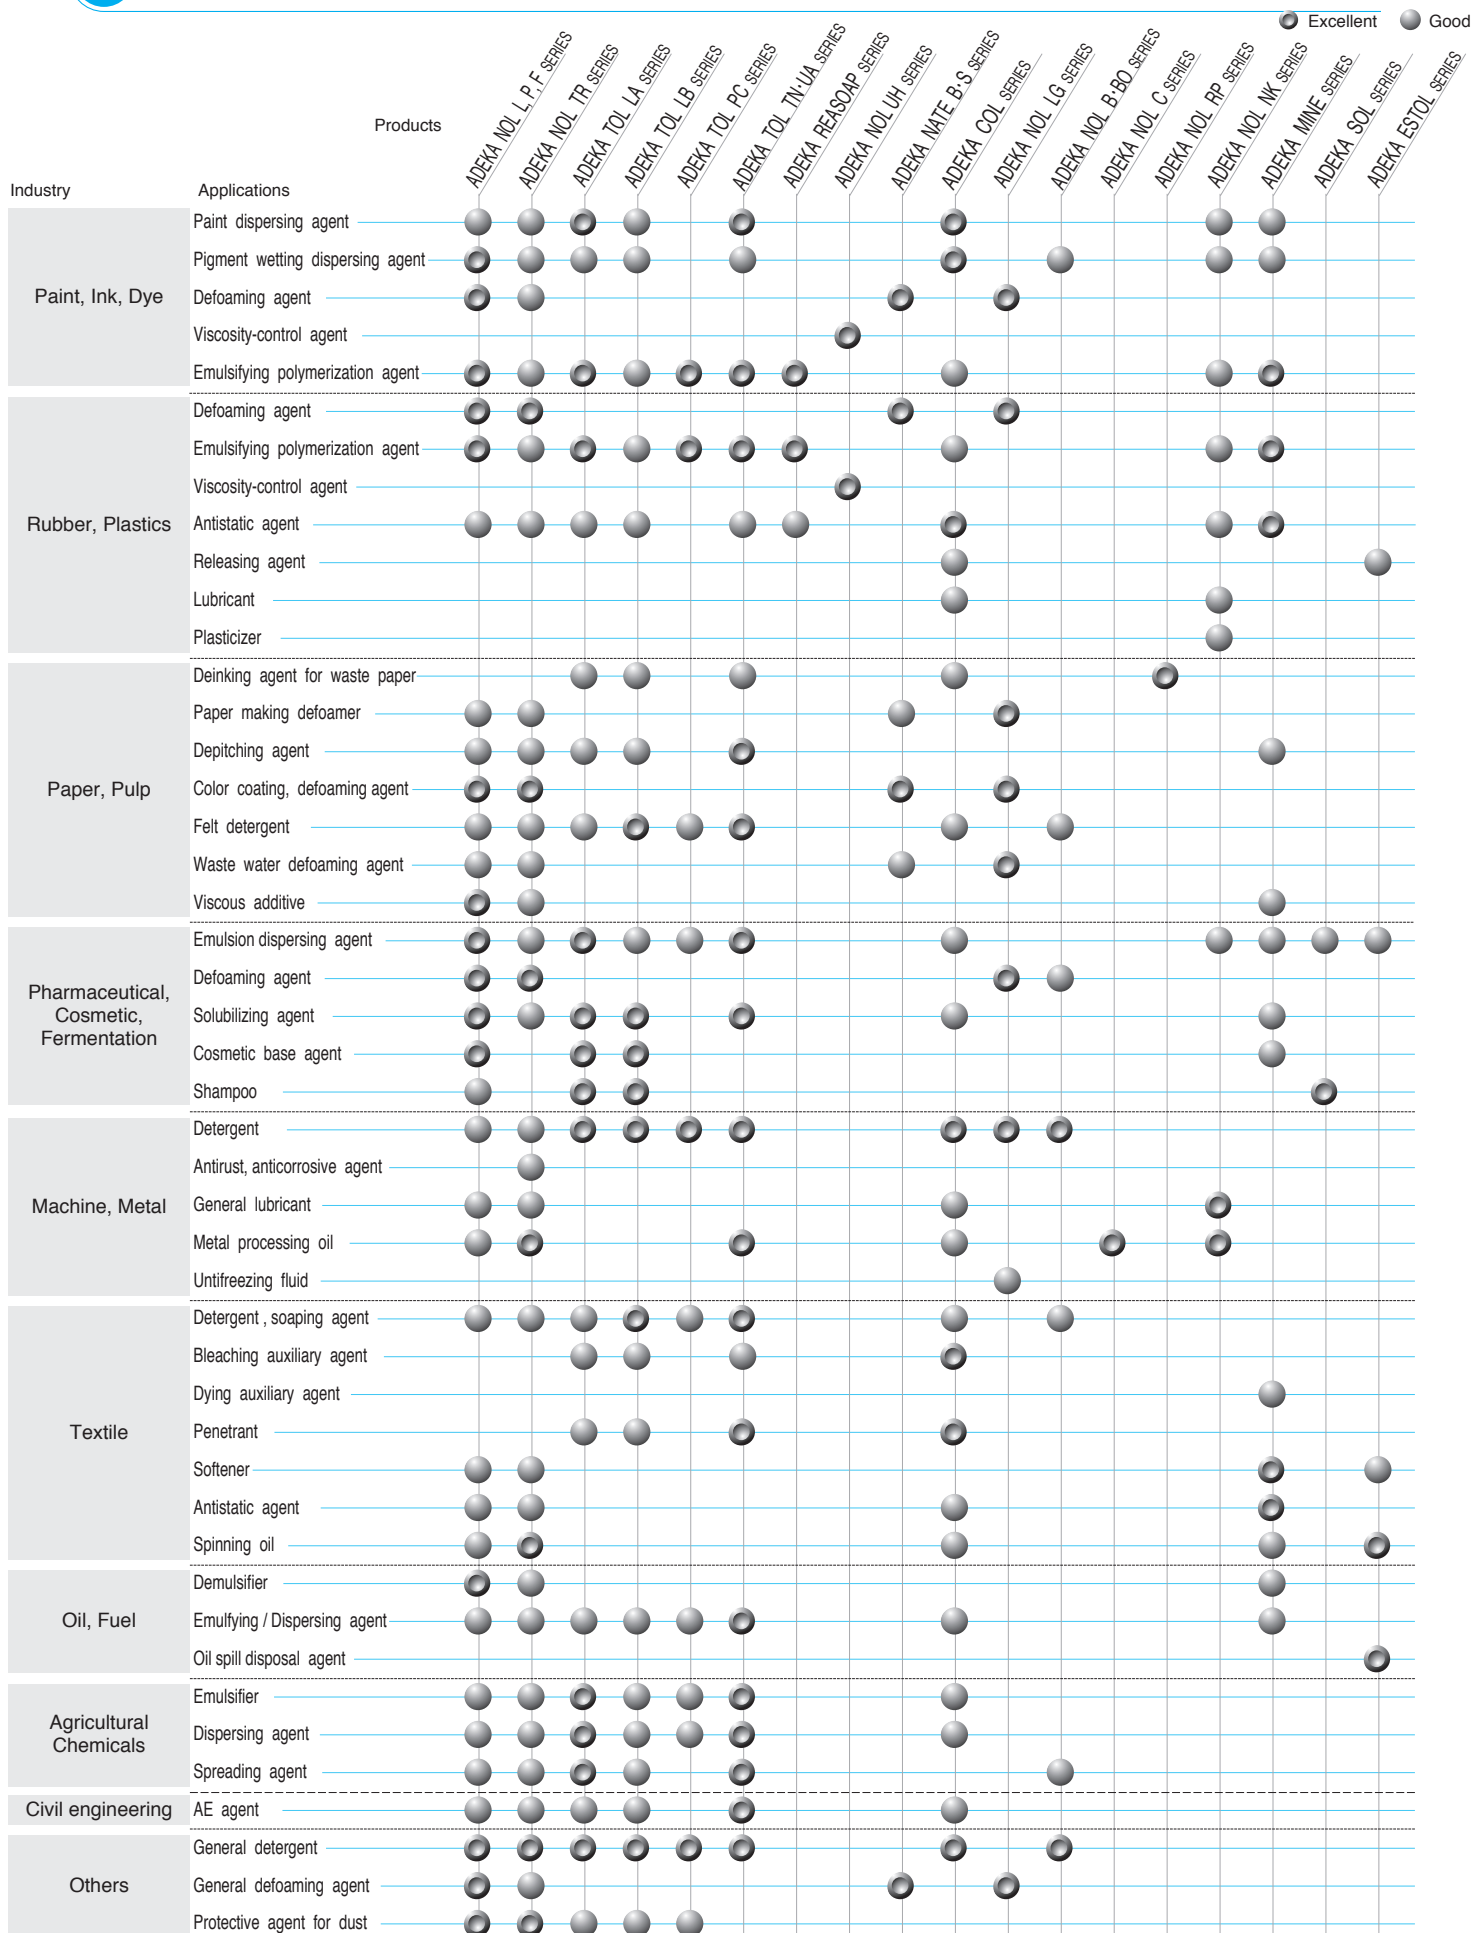 Excellent Good
Products
ADEKA NOL L, P, F SERIES
ADEKA NOL TR SERIES
ADEKA TOL LA SERIES
ADEKA TOL LB SERIES
ADEKA TOL PC SERIES
ADEKA TOL TN·UA SERIES
ADEKA REASOAP SERIES
ADEKA NOL UH SERIES
ADEKA NATE B·S SERIES
ADEKA COL SERIES
ADEKA NOL LG SERIES
ADEKA NOL B·BO SERIES
ADEKA NOL C SERIES
ADEKA NOL RP SERIES
ADEKA NOL NK SERIES
ADEKA MINE SERIES
ADEKA SOL SERIES
ADEKA ESTOL SERIES
Industry Applications
Paint, Ink, Dye
Paint dispersing agent
Pigment wetting dispersing agent
Defoaming agent
Viscosity-control agent
Emulsifying polymerization agent
Rubber, Plastics
Defoaming agent
Emulsifying polymerization agent
Viscosity-control agent
Antistatic agent
Releasing agent
Lubricant
Plasticizer
Paper, Pulp
Deinking agent for waste paper
Paper making defoamer
Depitching agent
Color coating, defoaming agent
Felt detergent
Waste water defoaming agent
Viscous additive
Pharmaceutical,
Cosmetic,
Fermentation
Emulsion dispersing agent
Defoaming agent
Solubilizing agent
Cosmetic base agent
Shampoo
Machine, Metal
Detergent
Antirust, anticorrosive agent
General lubricant
Metal processing oil
Untifreezing fluid
Textile
Detergent , soaping agent
Bleaching auxiliary agent
Dying auxiliary agent
Penetrant
Softener
Antistatic agent
Spinning oil
Oil, Fuel
Demulsifier
Emulfying / Dispersing agent
Oil spill disposal agent
Agricultural
Chemicals
Emulsifier
Dispersing agent
Spreading agent
Civil engineering
AE agent
Others
General detergent
General defoaming agent
Protective agent for dust